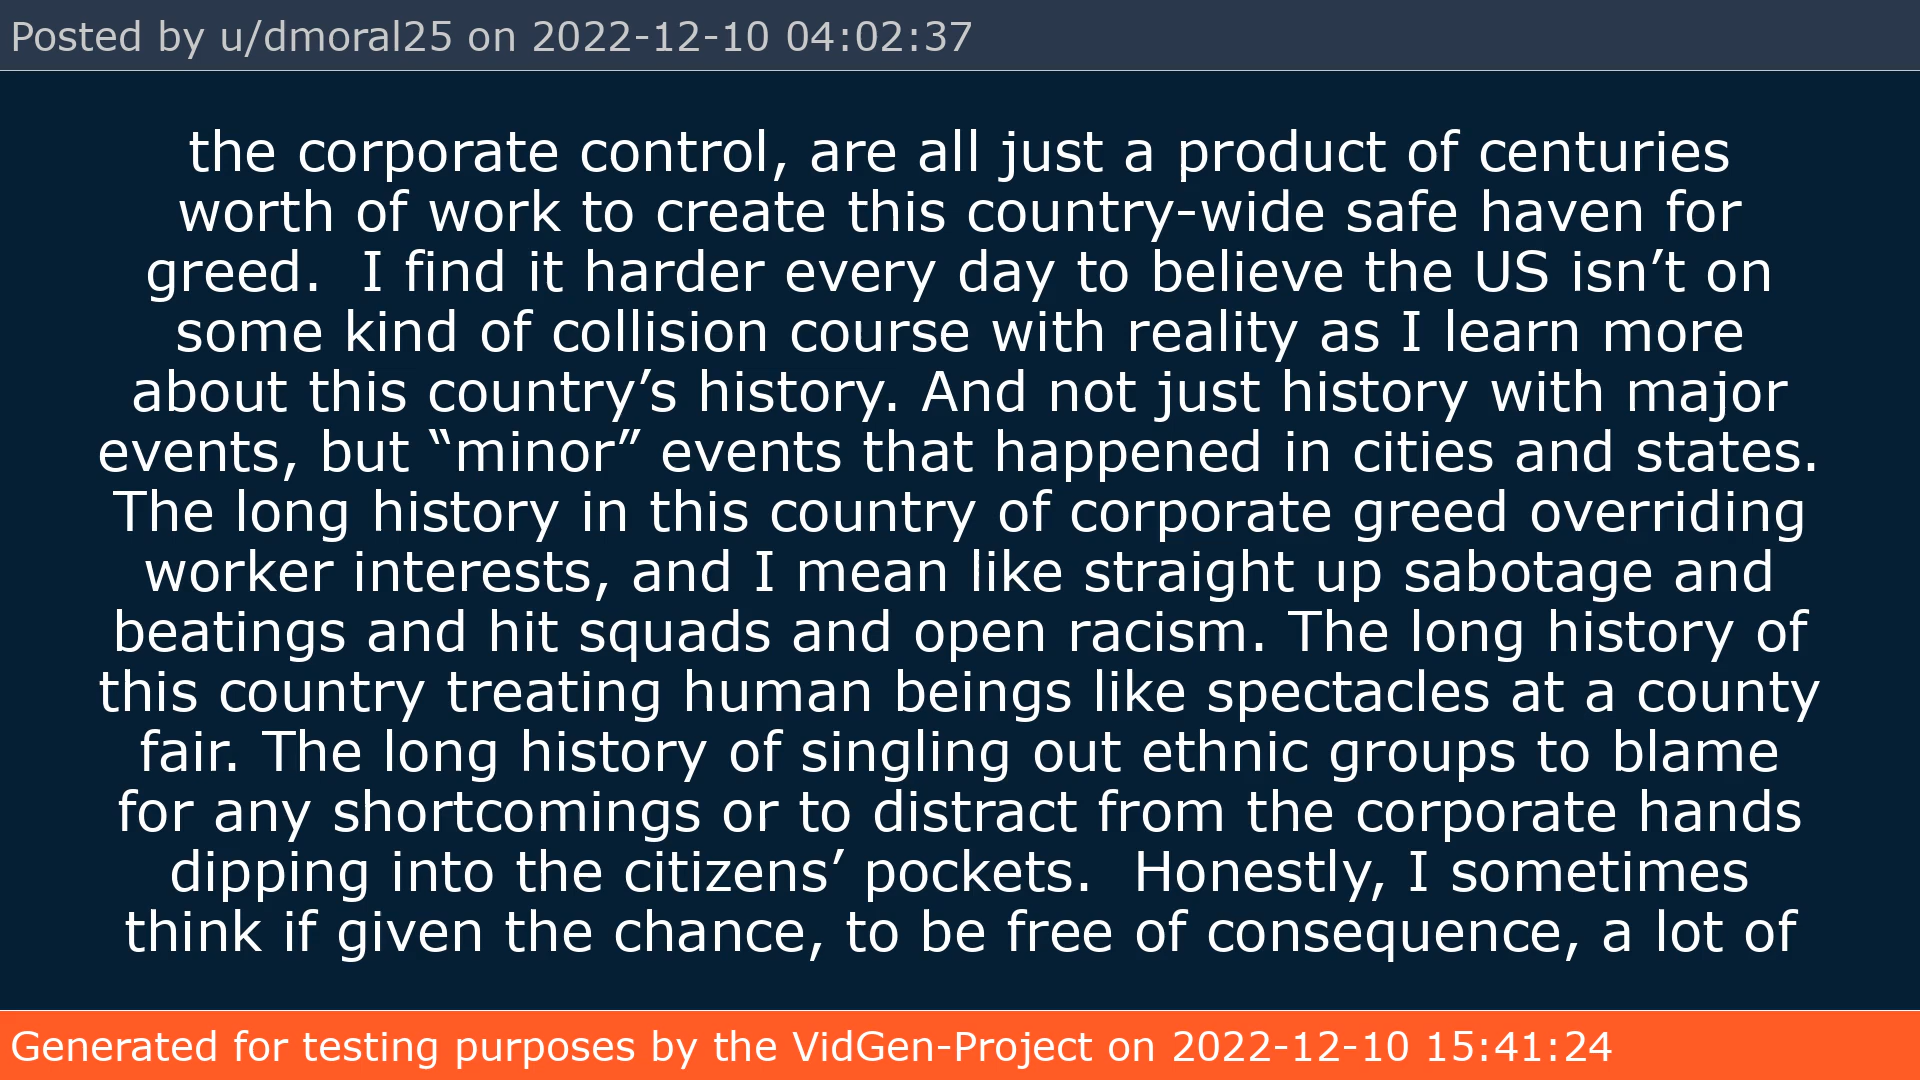 Posted by u/dmoral25 on 2022-12-10 04:02:37
the corporate control, are all just a product of centuries
worth of work to create this country-wide safe haven for
greed.  I find it harder every day to believe the US isn’t on
some kind of collision course with reality as I learn more
about this country’s history. And not just history with major
events, but “minor” events that happened in cities and states.
The long history in this country of corporate greed overriding
worker interests, and I mean like straight up sabotage and
beatings and hit squads and open racism. The long history of
this country treating human beings like spectacles at a county
fair. The long history of singling out ethnic groups to blame
for any shortcomings or to distract from the corporate hands
dipping into the citizens’ pockets.  Honestly, I sometimes
think if given the chance, to be free of consequence, a lot of
Generated for testing purposes by the VidGen-Project on 2022-12-10 15:41:24